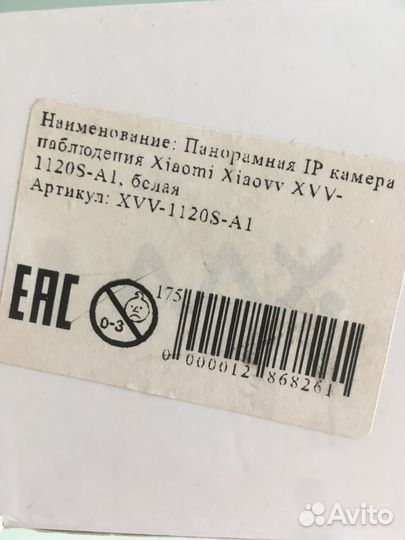 Наименование: Панорамная IP камера
наблюдения Xiaomi Xiaovv XVV-
1120S-A1, белая
Артикул: XVV-1120S-A1
EAC
0-3
175
0 000012 868261
Avito